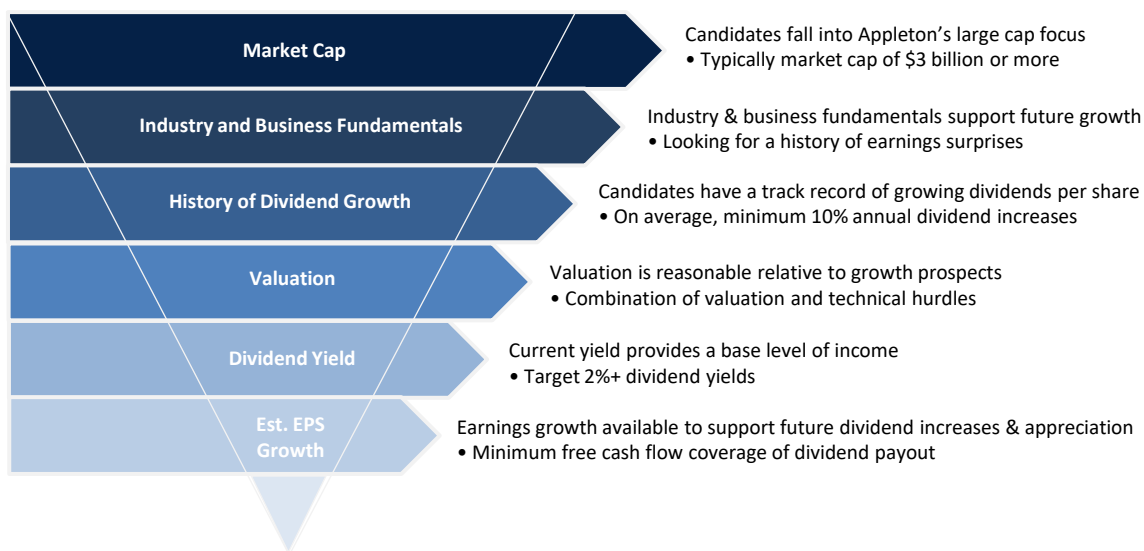 Market Cap
Candidates fall into Appleton's large cap focus
• Typically market cap of $3 billion or more
Industry and Business Fundamentals
Industry & business fundamentals support future growth
• Looking for a history of earnings surprises
History of Dividend Growth
Candidates have a track record of growing dividends per share
• On average, minimum 10% annual dividend increases
Valuation
Valuation is reasonable relative to growth prospects
• Combination of valuation and technical hurdles
Dividend Yield
Current yield provides a base level of income
• Target 2%+ dividend yields
Est. EPS
Growth
Earnings growth available to support future dividend increases & appreciation
• Minimum free cash flow coverage of dividend payout